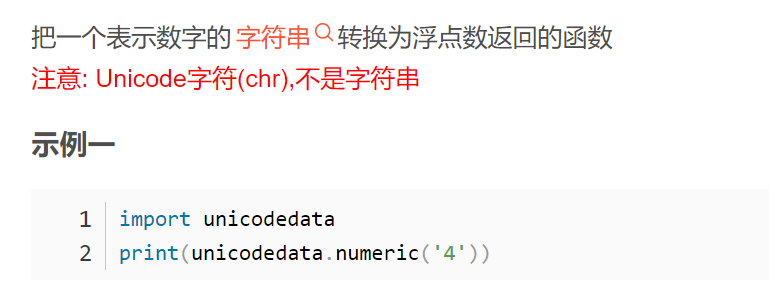 把一个表示数字的 字符串 转换为浮点数返回的函数
注意: Unicode字符(chr),不是字符串
示例一
1 import unicodedata
2 print(unicodedata.numeric('4'))